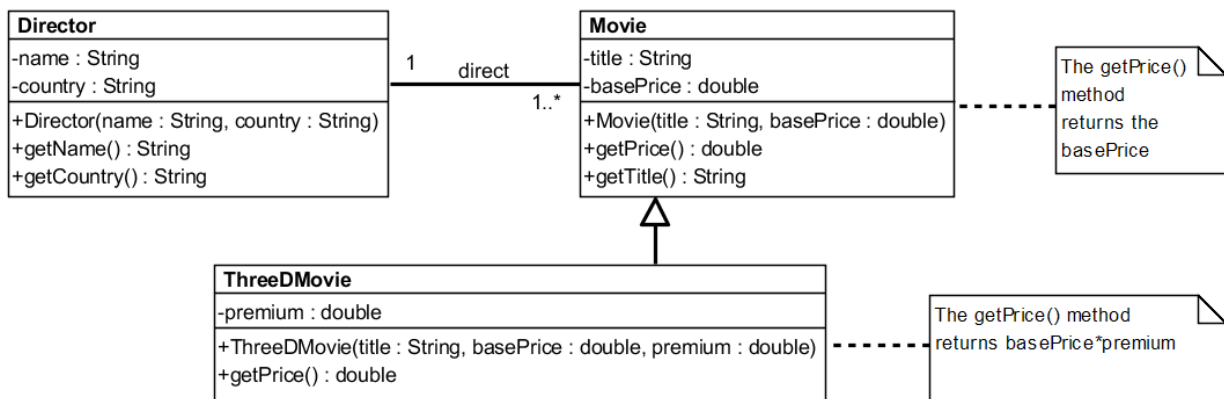 Director
-name : String
-country : String
+Director(name : String, country : String)
+getName() : String
+getCountry() : String
1
direct
1..*
Movie
-title : String
-basePrice : double
+Movie(title : String, basePrice : double)
+getPrice() : double
+getTitle() : String
The getPrice()
method
returns the
basePrice
ThreeDMovie
-premium : double
+ThreeDMovie(title : String, basePrice : double, premium : double)
+getPrice() : double
The getPrice() method
returns basePrice*premium